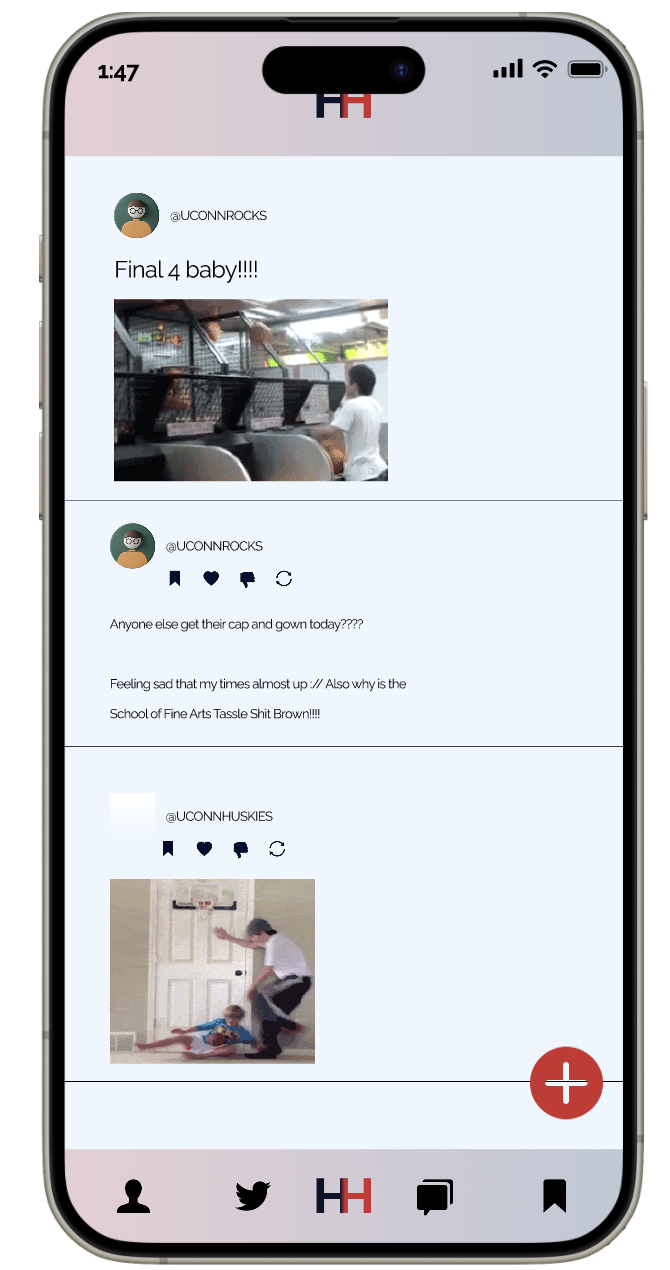 1:47
HH
@UCONNROCKS
Final 4 baby!!!!
@UCONNROCKS
Anyone else get their cap and gown today????
Feeling sad that my times almost up :// Also why is the
School of Fine Arts Tassle Shit Brown!!!!
@UCONNHUSKIES
HH